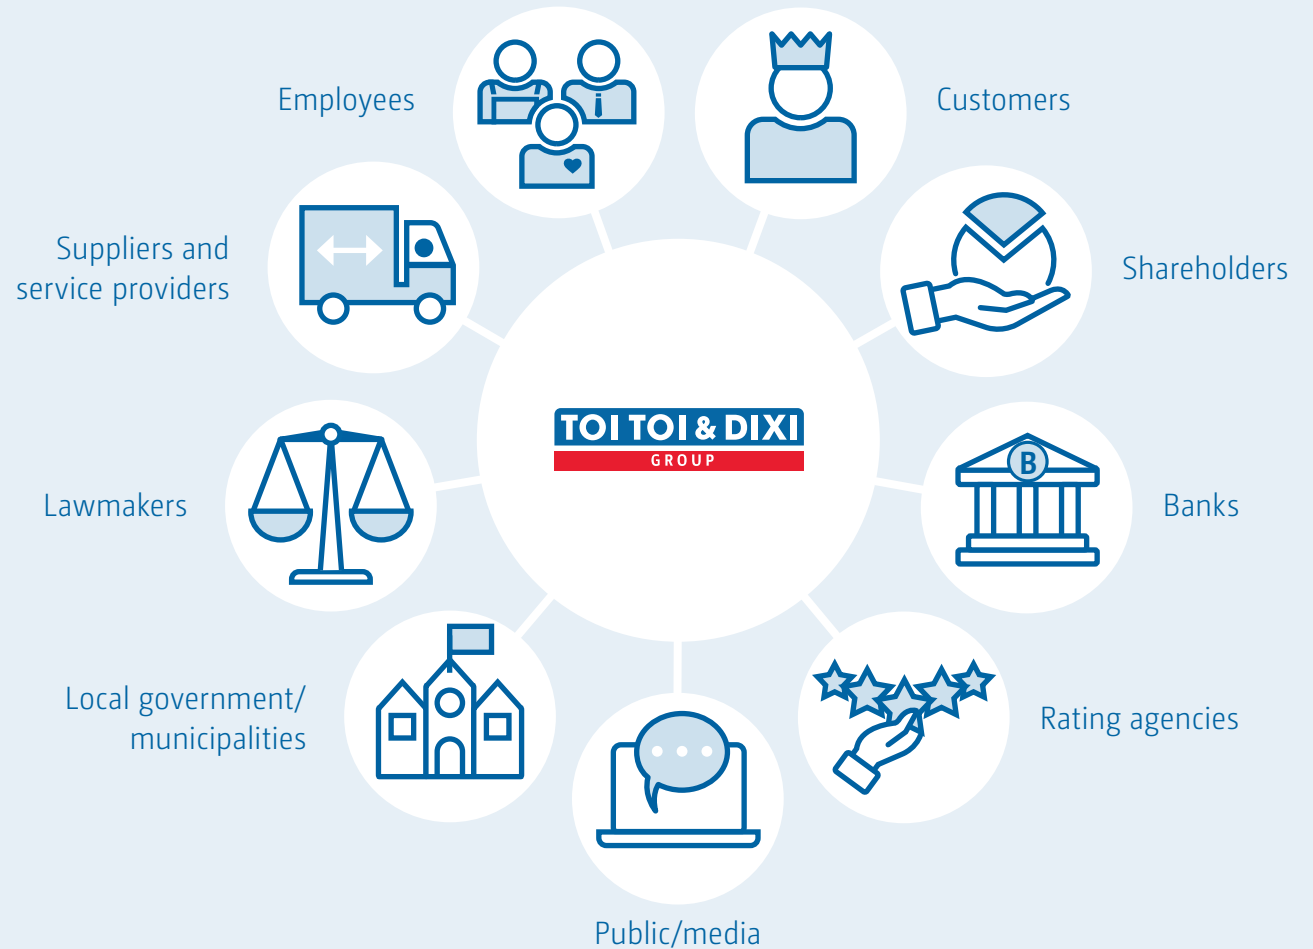 Employees
Customers
Suppliers and
service providers
Shareholders
TOI TOI & DIXI
GROUP
Lawmakers
B
Banks
Local government/
municipalities
Rating agencies
Public/media